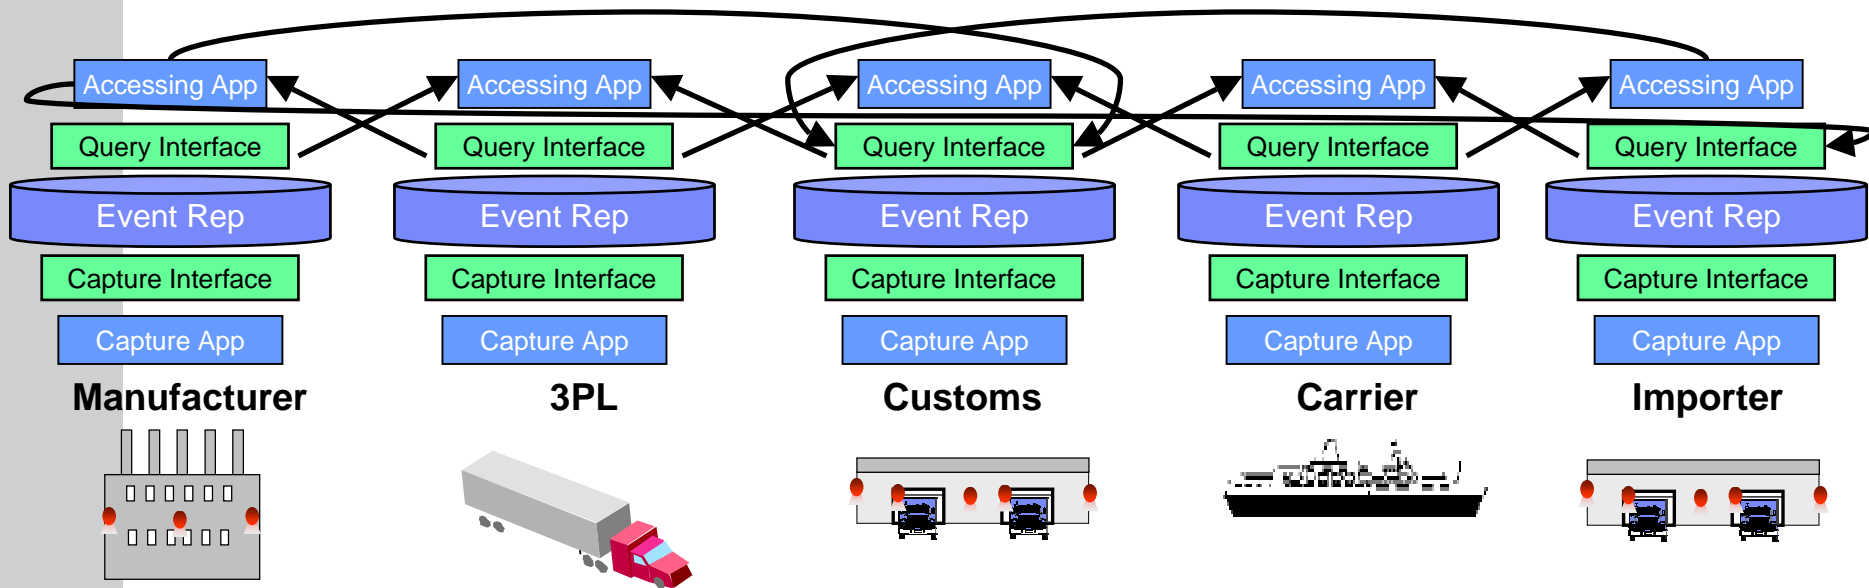 Accessing App Accessing App Accessing App Accessing App Accessing App
Query Interface Query Interface Query Interface Query Interface Query Interface
Event Rep Event Rep Event Rep Event Rep Event Rep
Capture Interface Capture Interface Capture Interface Capture Interface Capture Interface
Capture App Capture App Capture App Capture App Capture App
Manufacturer 3PL Customs Carrier Importer